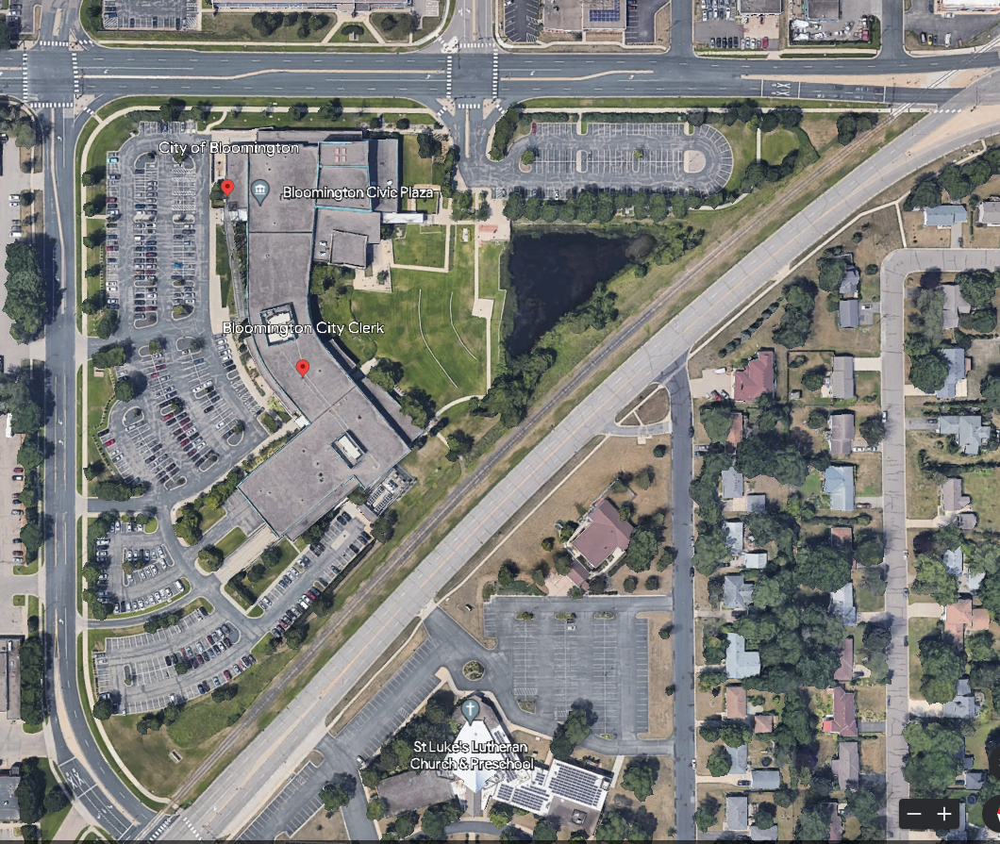 City of Bloomington
Bloomington Civic Plaza
Bloomington City Clerk
St Luke's Lutheran
Church & Preschool